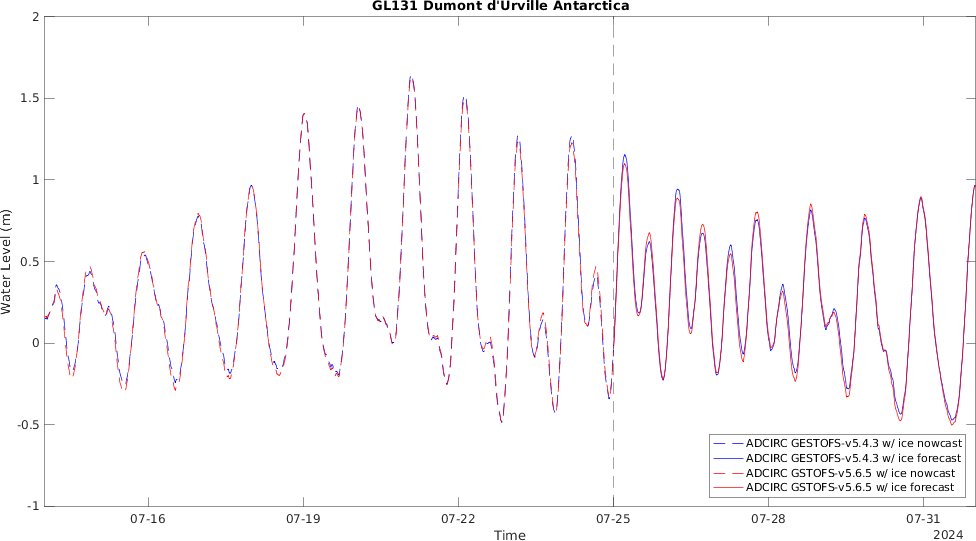 GL131 Dumont d'Urville Antarctica
2
1.5
1
0.5
0
-0.5
-1
Water Level (m)
07-16
07-19
07-22
07-25
07-28
07-31
2024
Time
ADCIRC GESTOFS-v5.4.3 w/ ice nowcast
ADCIRC GESTOFS-v5.4.3 w/ ice forecast
ADCIRC GSTOFS-v5.6.5 w/ ice nowcast
ADCIRC GSTOFS-v5.6.5 w/ ice forecast